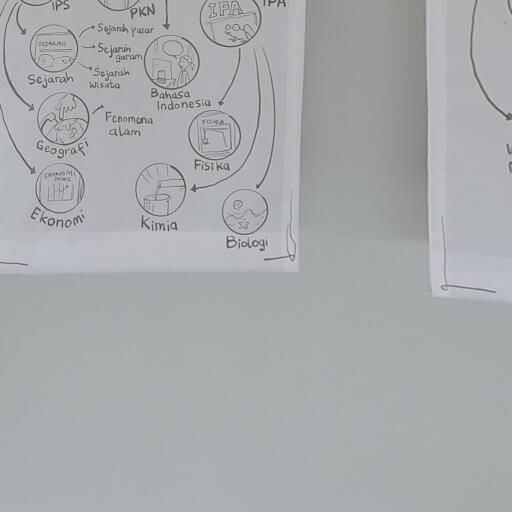 IPS
PKN
IPA
IPA
Sejarah pasar
Sejarah garam
Sejarah wisata
SEJARAH
Sejarah
Bahasa
Indonesia
Fenomena
alam
Geografi
FISIKA
Fisika
EKONOMI
Ekonomi
Kimia
Biologi